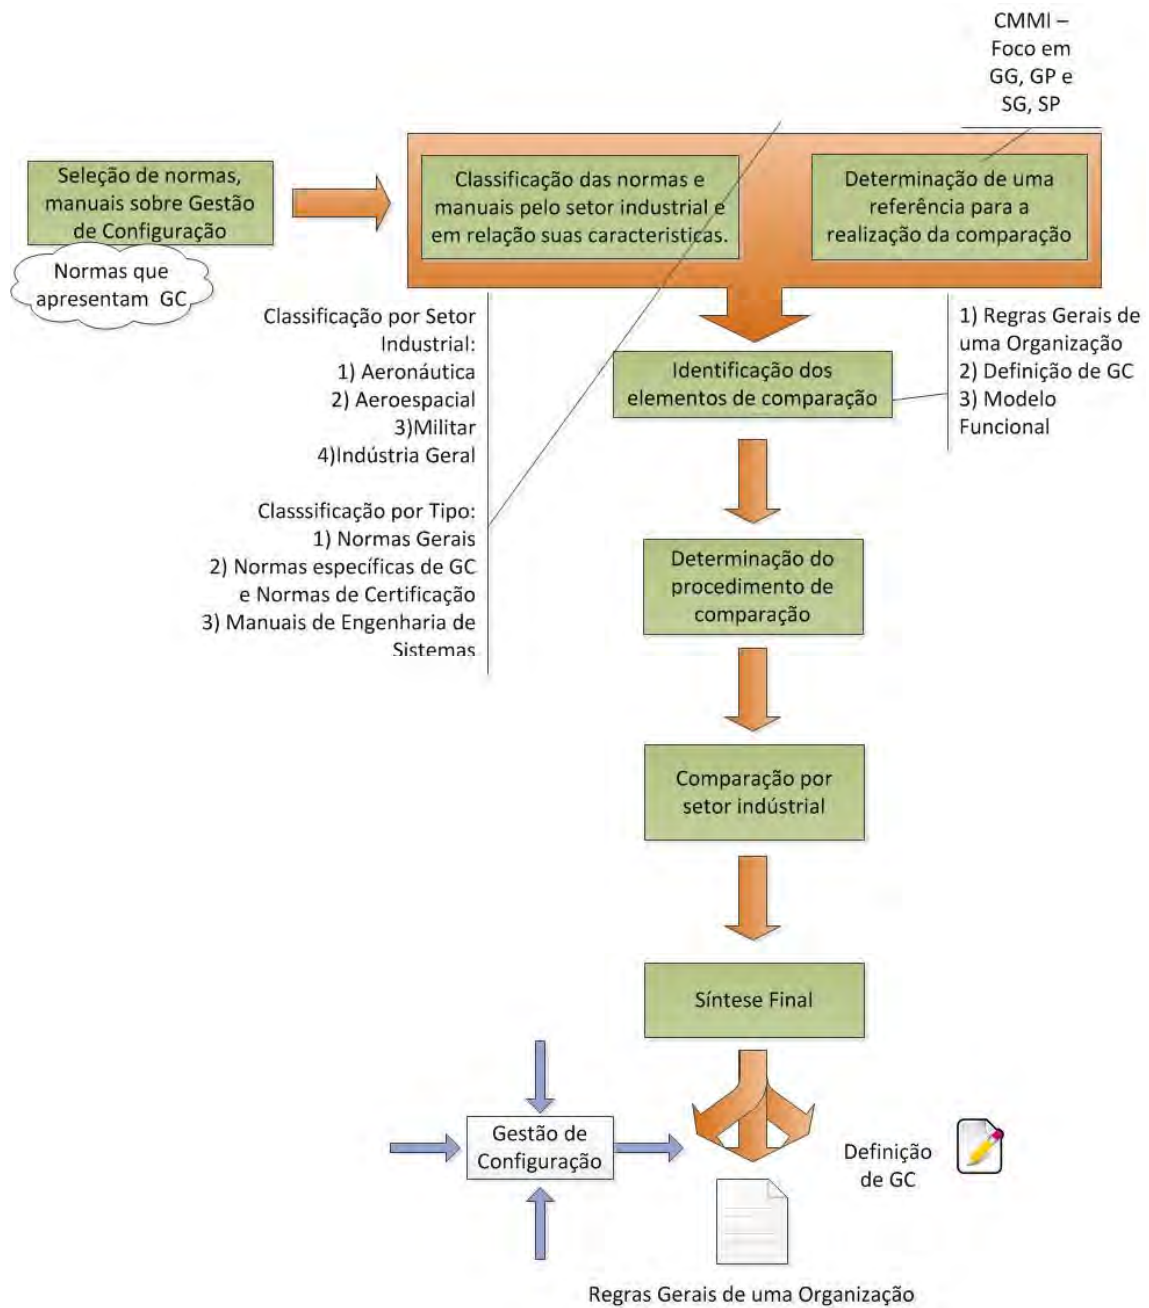 CMMI –
Foco em
GG, GP e
SG, SP
Seleção de normas,
manuais sobre Gestão
de Configuração
Normas que
apresentam GC
Classificação das normas e
manuais pelo setor industrial e
em relação suas caracteristicas.
Determinação de uma
referência para a
realização da comparação
Classificação por Setor
Industrial:
1) Aeronáutica
2) Aeroespacial
3)Militar
4)Indústria Geral
Classsificação por Tipo:
1) Normas Gerais
2) Normas específicas de GC
e Normas de Certificação
3) Manuais de Engenharia de
Sistemas
Identificação dos
elementos de comparação
1) Regras Gerais de
uma Organização
2) Definição de GC
3) Modelo
Funcional
Determinação do
procedimento de
comparação
Comparação por
setor indústrial
Síntese Final
Gestão de
Configuração
Definição
de GC
Regras Gerais de uma Organização